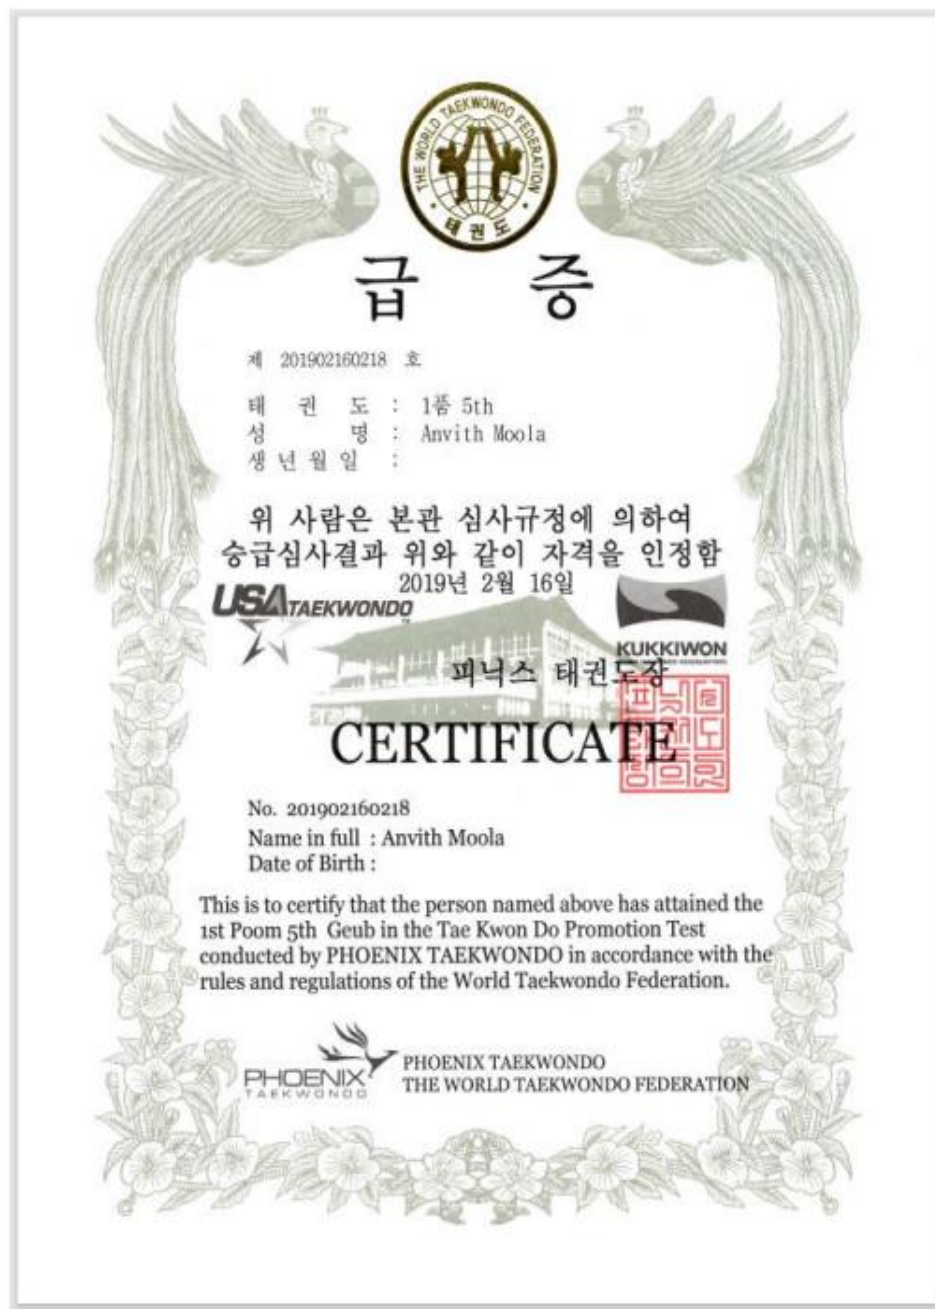 THE WORLD TAEKWONDO FEDERATION
태권도
급 증
제 201902160218 호
태 권 도 : 1품 5th
성 명 : Anvith Moola
생년월일 :
위 사람은 본관 심사규정에 의하여
승급심사결과 위와 같이 자격을 인정함
2019년 2월 16일
USA TAEKWONDO
KUKKIWON
피닉스 태권도장
CERTIFICATE
No. 201902160218
Name in full : Anvith Moola
Date of Birth :
This is to certify that the person named above has attained the
1st Poom 5th Geub in the Tae Kwon Do Promotion Test
conducted by PHOENIX TAEKWONDO in accordance with the
rules and regulations of the World Taekwondo Federation.
PHOENIX
TAEKWONDO
PHOENIX TAEKWONDO
THE WORLD TAEKWONDO FEDERATION